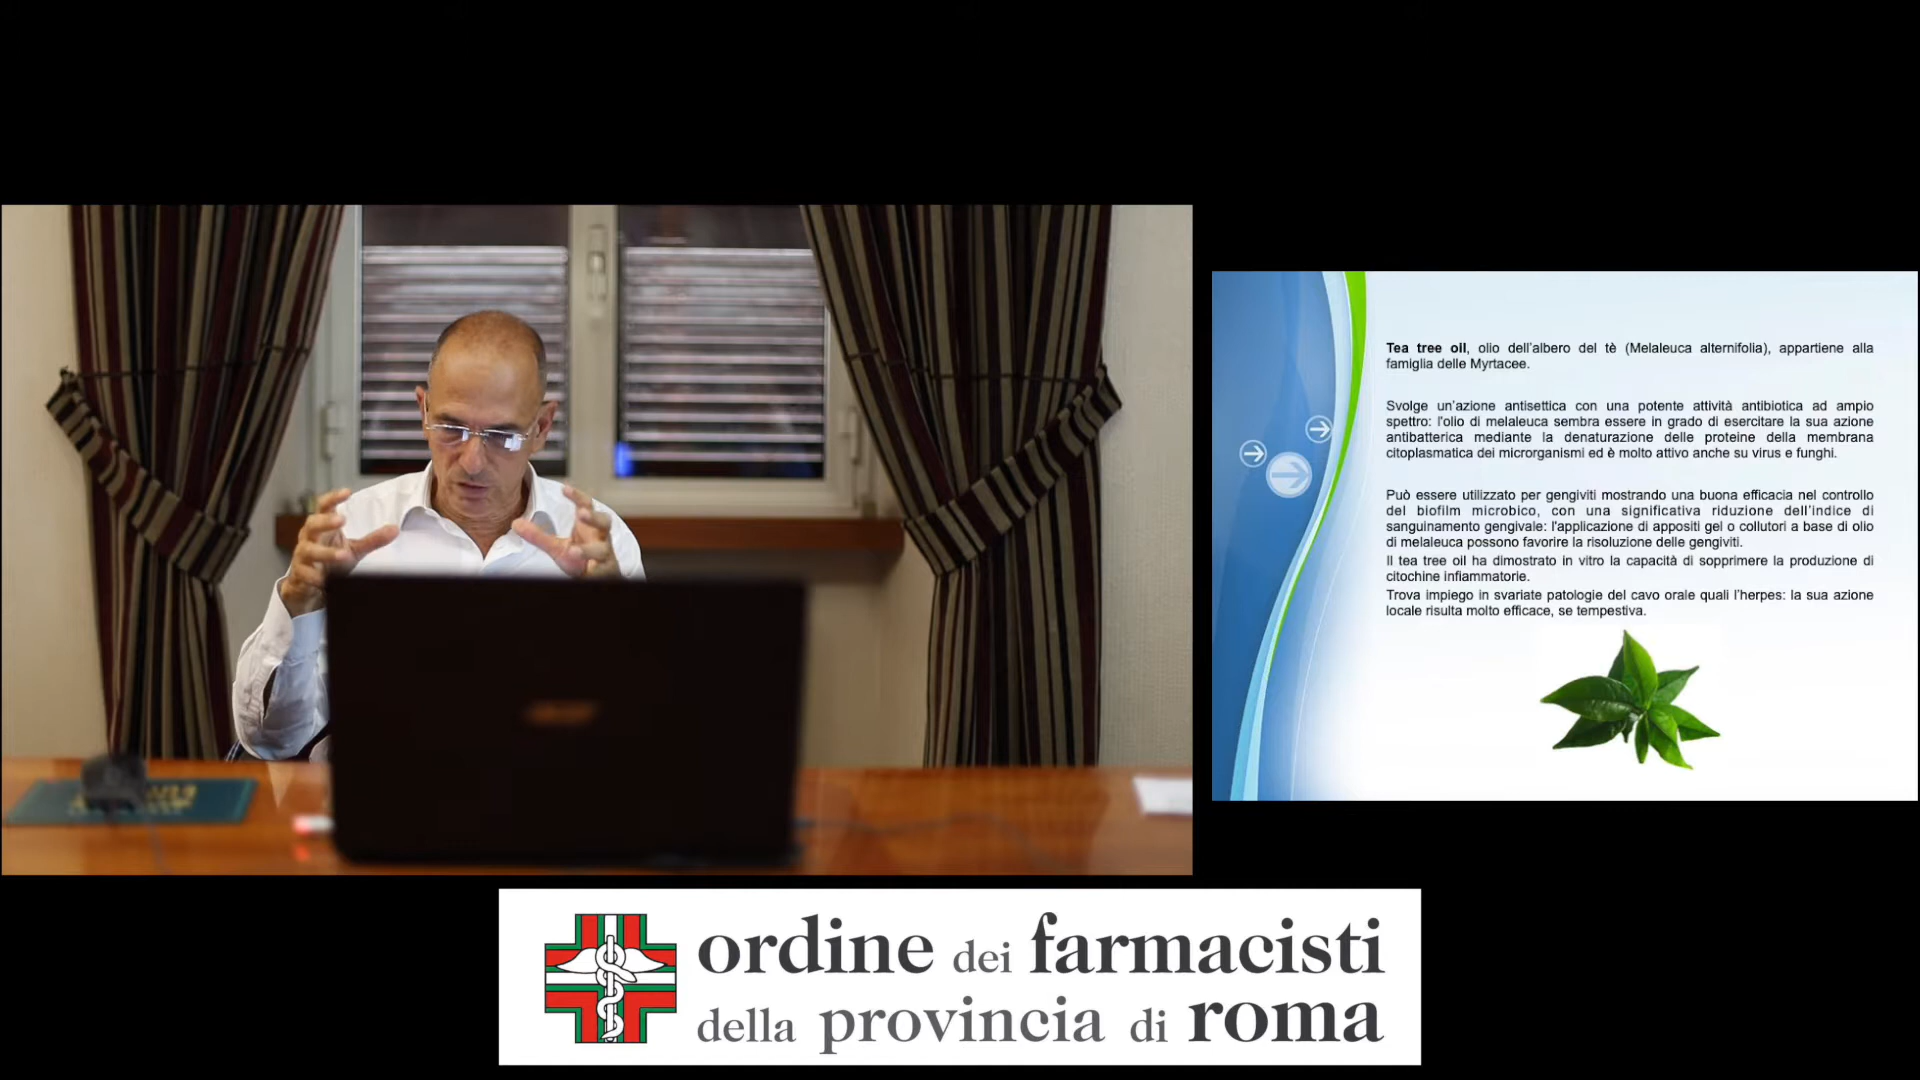 Tea tree oil, olio dell'albero del tè (Melaleuca alternifolia), appartiene alla
famiglia delle Myrtacee.
Svolge un'azione antisettica con una potente attività antibiotica ad ampio
spettro: l'olio di melaleuca sembra essere in grado di esercitare la sua azione
antibatterica mediante la denaturazione delle proteine della membrana
citoplasmatica dei microrganismi ed è molto attivo anche su virus e funghi.
Può essere utilizzato per gengiviti mostrando una buona efficacia nel controllo
del biofilm microbico, con una significativa riduzione dell'indice di
sanguinamento gengivale: l'applicazione di appositi gel o collutori a base di olio
di melaleuca possono favorire la risoluzione delle gengiviti.
Il tea tree oil ha dimostrato in vitro la capacità di sopprimere la produzione di
citochine infiammatorie.
Trova impiego in svariate patologie del cavo orale quali l'herpes: la sua azione
locale risulta molto efficace, se tempestiva.
ordine dei farmacisti
della provincia di roma